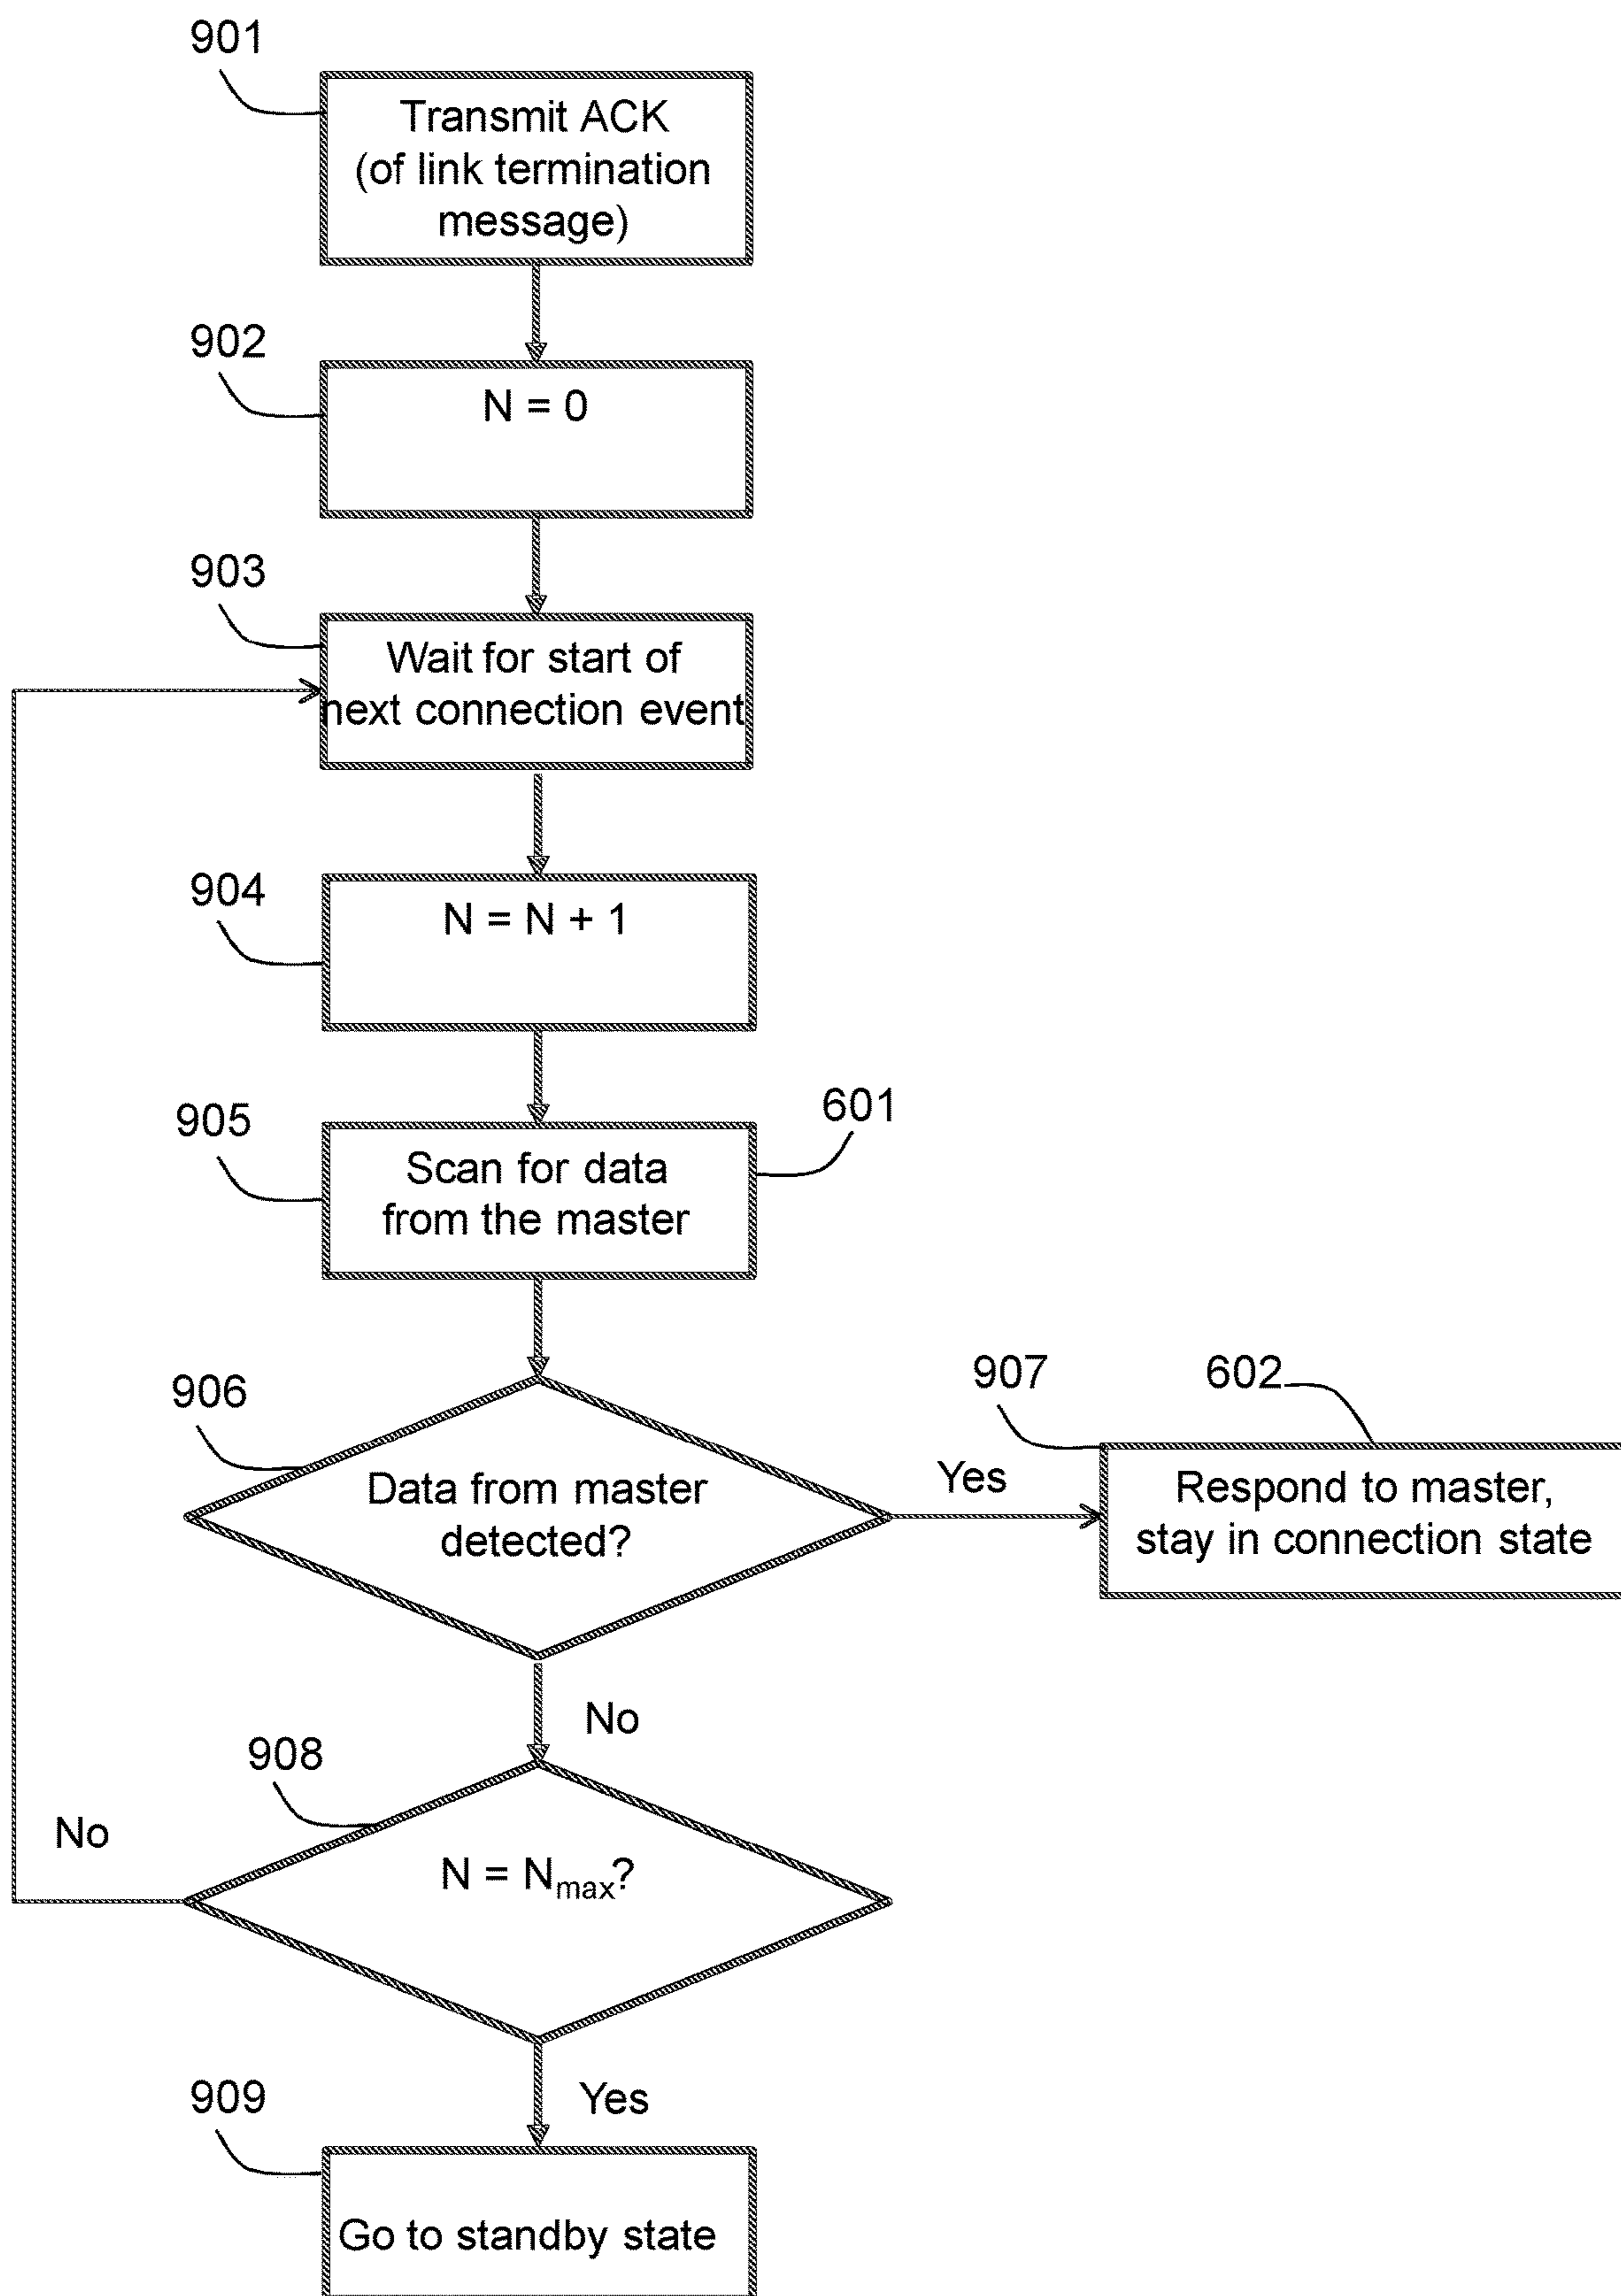 901
Transmit ACK
(of link termination
message)
902
N = 0
903
Wait for start of
next connection event
904
N = N + 1
905
601
Scan for data
from the master
906
Data from master
detected?
Yes
907
602
Respond to master,
stay in connection state
No
908
N = Nmax?
No
Yes
909
Go to standby state